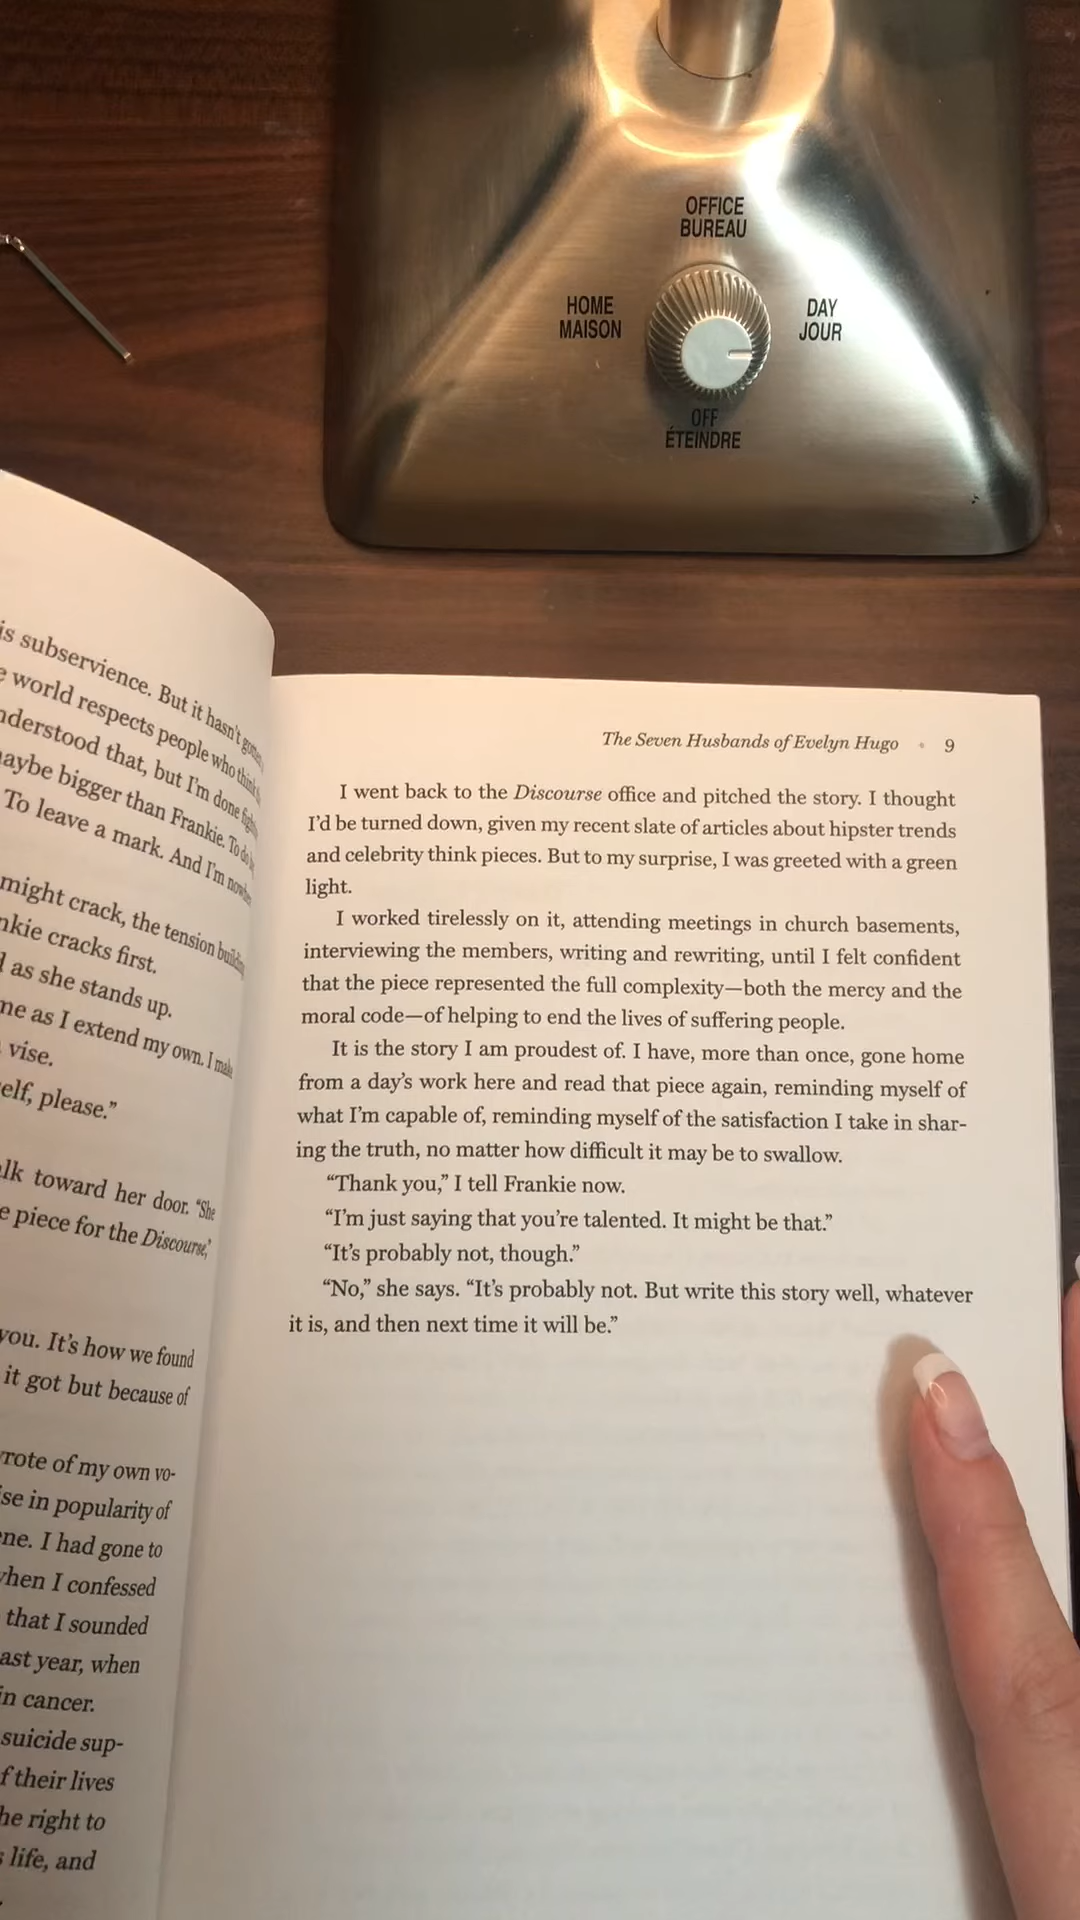 OFFICE
BUREAU
HOME
MAISON
DAY
JOUR
OFF
ÉTEINDRE
is subservience. But it hasn't
world respects people who think
nderstood that, but I'm done
aybe bigger than Frankie. To do
To leave a mark. And I'm
might crack, the tension building
nkie cracks first.
as she stands up.
me as I extend my own. I make
vise.
elf, please.”
lk toward her door. “She
e piece for the Discourse,”
you. It's how we found
it got but because of
rote of my own vo-
se in popularity of
ne. I had gone to
when I confessed
that I sounded
ast year, when
in cancer.
suicide sup-
f their lives
he right to
life, and
The Seven Husbands of Evelyn Hugo • 9
I went back to the Discourse office and pitched the story. I thought
I'd be turned down, given my recent slate of articles about hipster trends
and celebrity think pieces. But to my surprise, I was greeted with a green
light.
I worked tirelessly on it, attending meetings in church basements,
interviewing the members, writing and rewriting, until I felt confident
that the piece represented the full complexity—both the mercy and the
moral code—of helping to end the lives of suffering people.
It is the story I am proudest of. I have, more than once, gone home
from a day's work here and read that piece again, reminding myself of
what I'm capable of, reminding myself of the satisfaction I take in shar-
ing the truth, no matter how difficult it may be to swallow.
“Thank you,” I tell Frankie now.
“I'm just saying that you're talented. It might be that.”
“It's probably not, though.”
“No,” she says. “It's probably not. But write this story well, whatever
it is, and then next time it will be.”